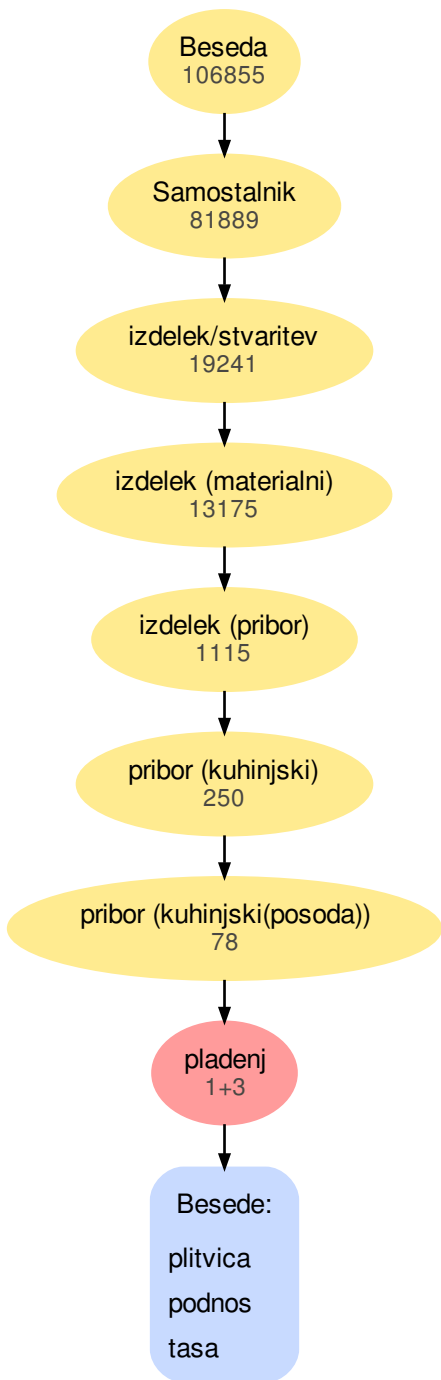 Beseda
106855
Samostalnik
81889
izdelek/stvaritev
19241
izdelek (materialni)
13175
izdelek (pribor)
1115
pribor (kuhinjski)
250
pribor (kuhinjski(posoda))
78
pladenj
1+3
Besede:
plitvica
podnos
tasa